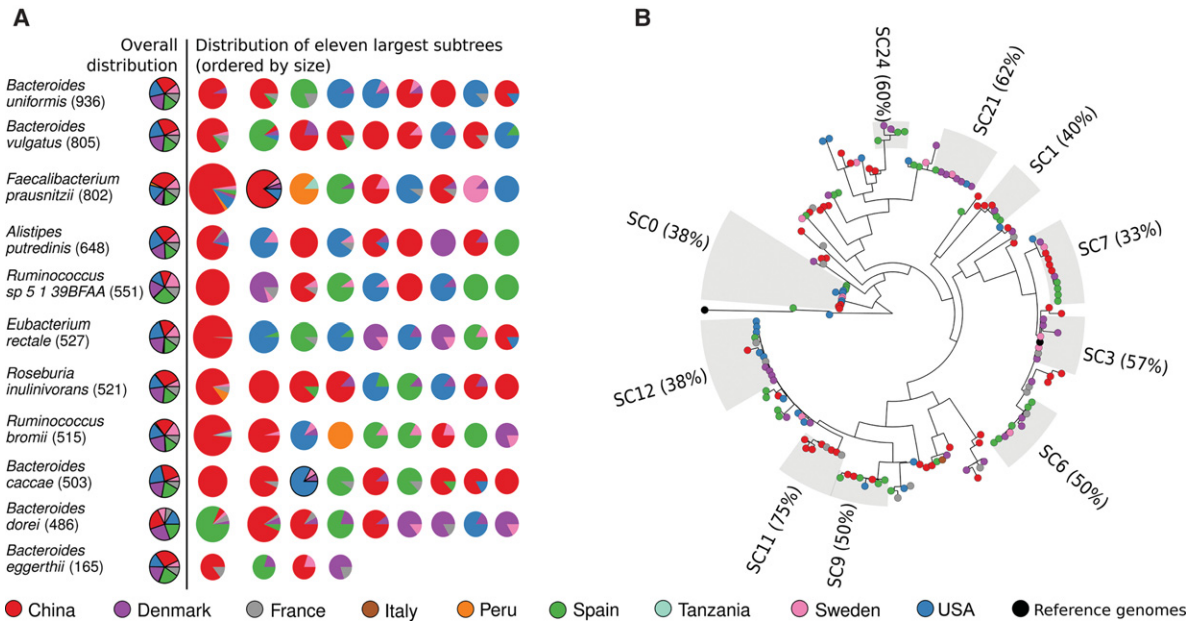 A
Overall
distribution
Distribution of eleven largest subtrees
(ordered by size)
Bacteroides
uniformis (936)
Bacteroides
vulgatus (805)
Faecalibacterium
prausnitzii (802)
Alistipes
putredinis (648)
Ruminococcus
sp 5 1 39BFAA (551)
Eubacterium
rectale (527)
Roseburia
inulinivorans (521)
Ruminococcus
bromii (515)
Bacteroides
caccae (503)
Bacteroides
dorei (486)
Bacteroides
eggerthii (165)
B
SC24 (60%)
SC21 (62%)
SC1 (40%)
SC7 (33%)
SC3 (57%)
SC6 (50%)
SC9 (50%)
SC11 (75%)
SC12 (38%)
SC0 (38%)
China Denmark France Italy Peru Spain Tanzania Sweden USA Reference genomes